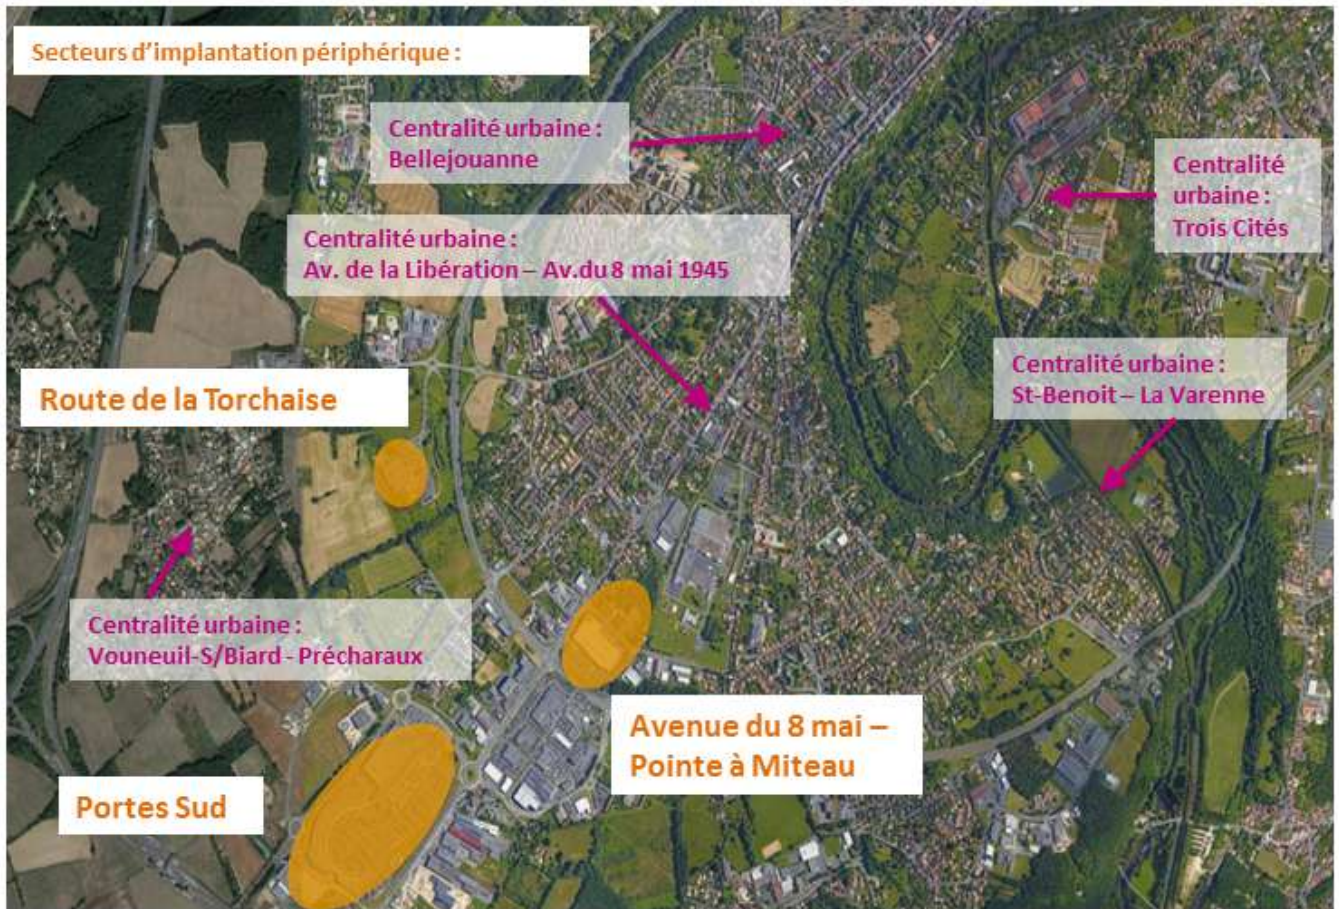 Secteurs d'implantation périphérique :
Centralité urbaine :
Bellejouanne
Centralité
urbaine :
Trois Cités
Centralité urbaine :
Av. de la Libération – Av.du 8 mai 1945
Centralité urbaine :
St-Benoit – La Varenne
Route de la Torchaise
Centralité urbaine :
Vouneuil-S/Biard - Précharaux
Avenue du 8 mai –
Pointe à Miteau
Portes Sud